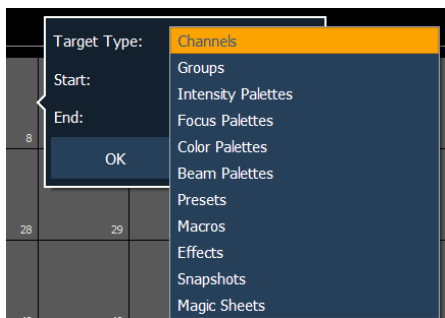 Target Type:
Channels
Groups
Start:
Intensity Palettes
End:
Focus Palettes
Color Palettes
8
OK
Beam Palettes
Presets
Macros
28
29
Effects
Snapshots
Magic Sheets